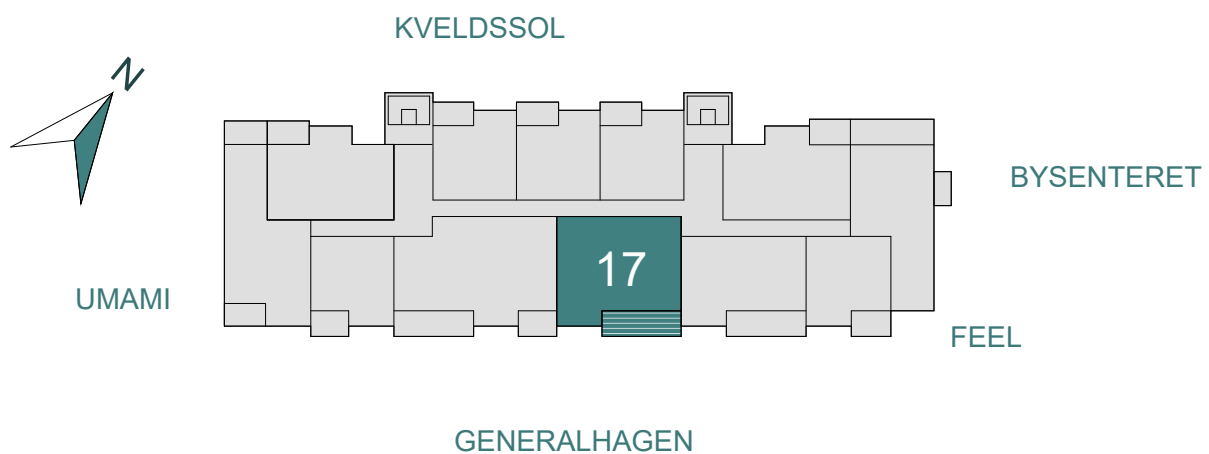 KVELDSSOL
N
BYSENTERET
17
UMAMI
FEEL
GENERALHAGEN